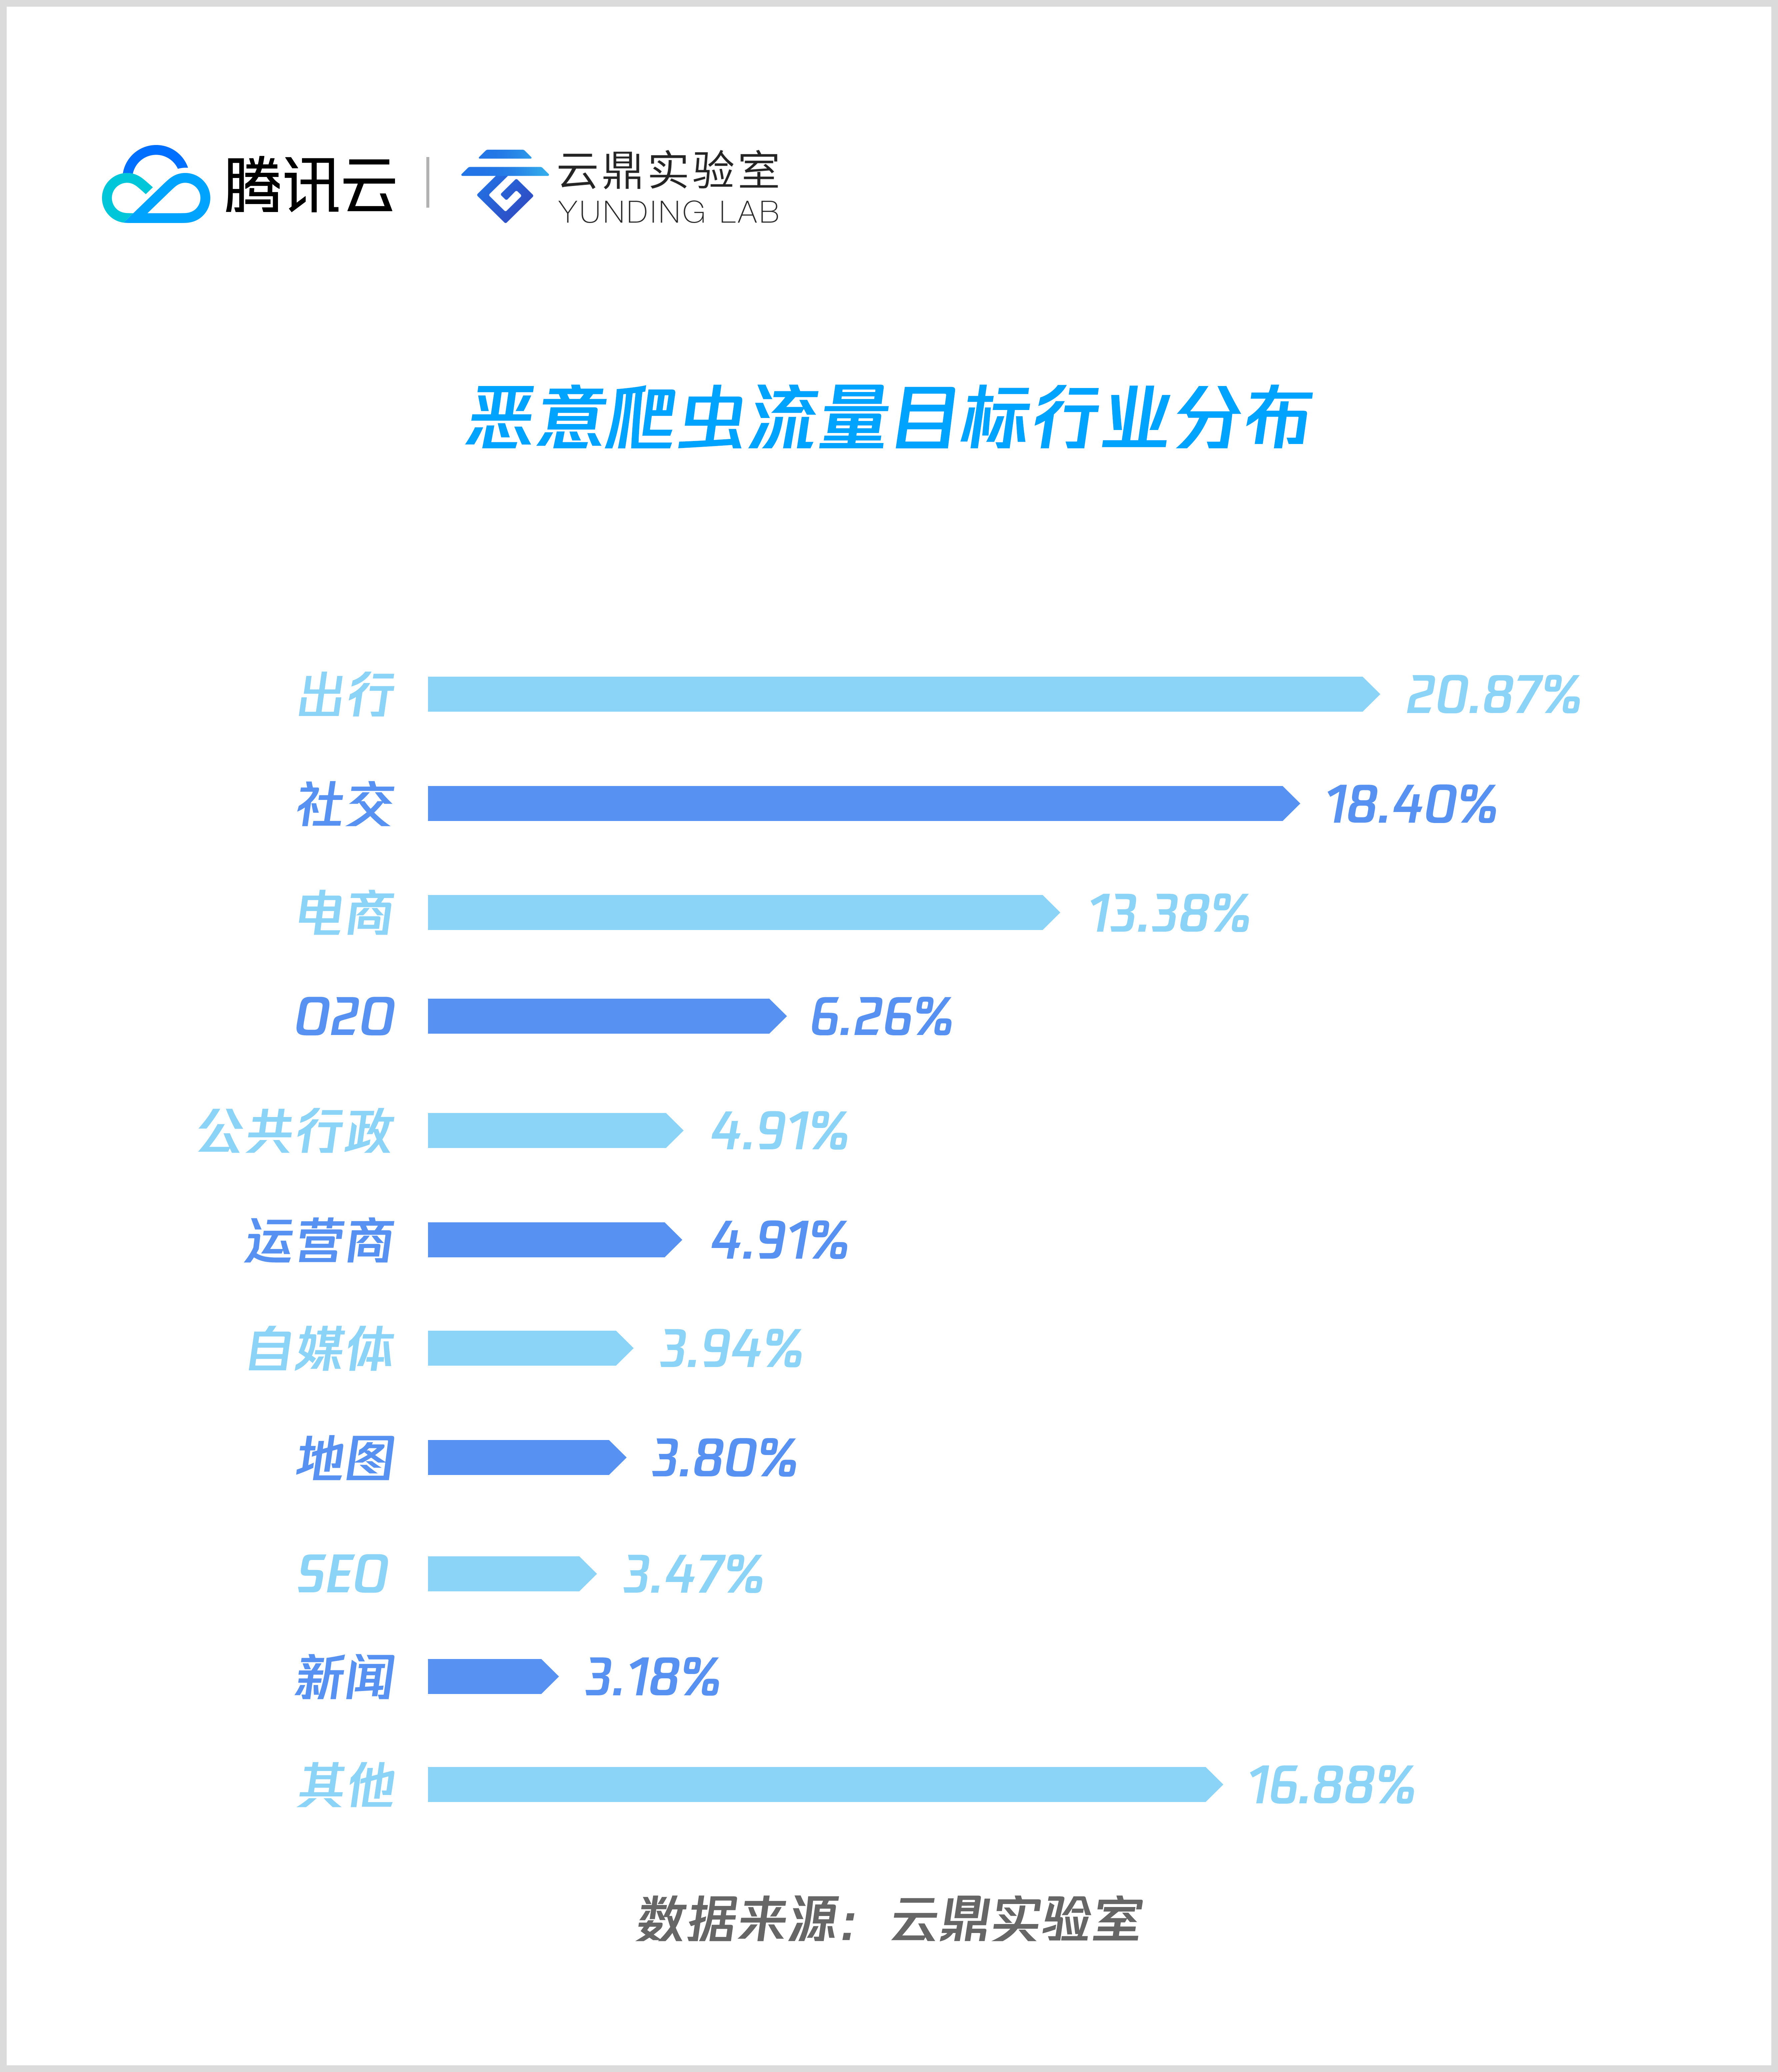 腾讯云 | 云鼎实验室
YUNDING LAB
恶意爬虫流量目标行业分布
出行 20.87%
社交 18.40%
电商 13.38%
O2O 6.26%
公共行政 4.91%
运营商 4.91%
自媒体 3.94%
地图 3.80%
SEO 3.47%
新闻 3.18%
其他 16.88%
数据来源：云鼎实验室